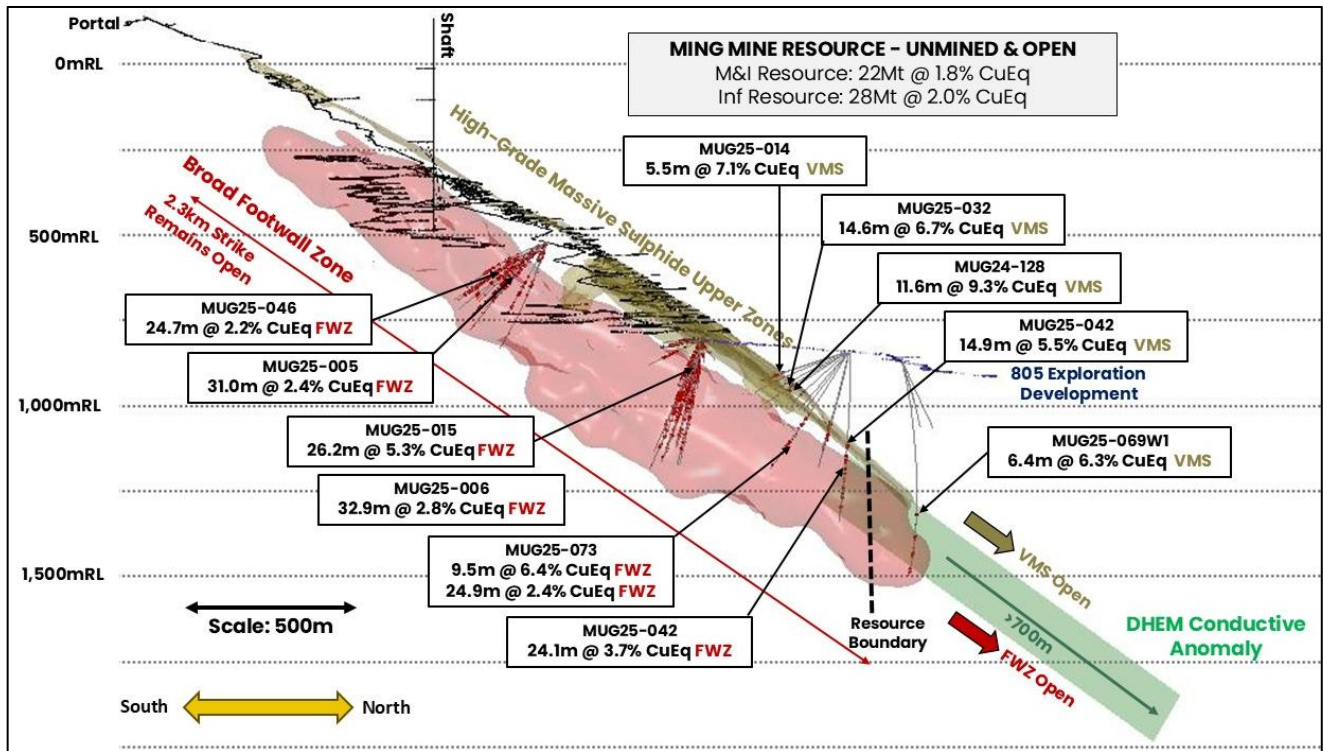 Portal
Shaft
0mRL
500mRL
1,000mRL
1,500mRL
MING MINE RESOURCE - UNMINED & OPEN
M&I Resource: 22Mt @ 1.8% CuEq
Inf Resource: 28Mt @ 2.0% CuEq
High-Grade Massive Sulphide Upper Zones
Broad Footwall Zone
2.3km Strike
Remains Open
MUG25-014
5.5m @ 7.1% CuEq VMS
MUG25-032
14.6m @ 6.7% CuEq VMS
MUG24-128
11.6m @ 9.3% CuEq VMS
MUG25-042
14.9m @ 5.5% CuEq VMS
805 Exploration
Development
MUG25-069W1
6.4m @ 6.3% CuEq VMS
MUG25-046
24.7m @ 2.2% CuEq FWZ
MUG25-005
31.0m @ 2.4% CuEq FWZ
MUG25-015
26.2m @ 5.3% CuEq FWZ
MUG25-006
32.9m @ 2.8% CuEq FWZ
MUG25-073
9.5m @ 6.4% CuEq FWZ
24.9m @ 2.4% CuEq FWZ
MUG25-042
24.1m @ 3.7% CuEq FWZ
Resource
Boundary
VMS Open
>700m
FWZ Open
DHEM Conductive
Anomaly
Scale: 500m
South
North